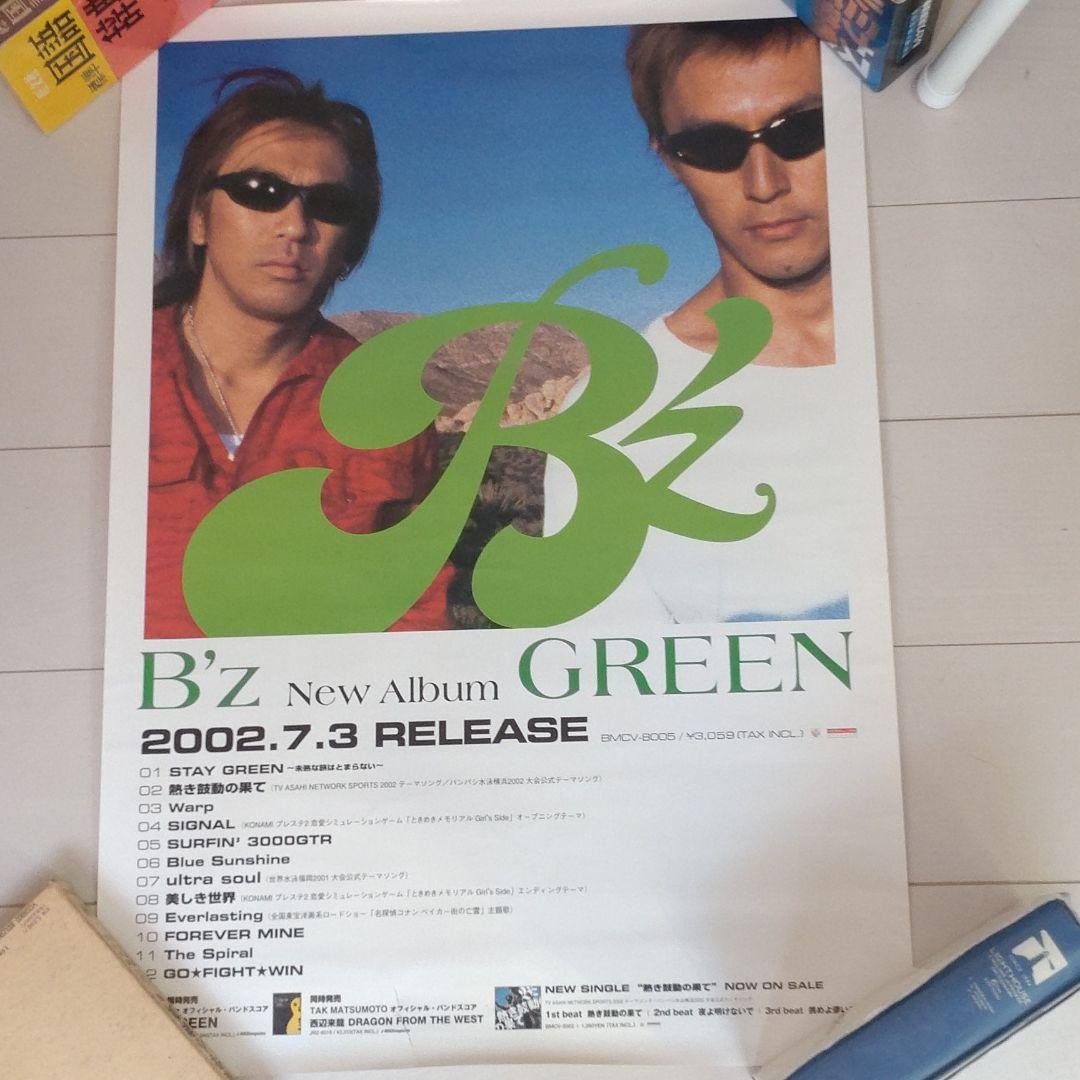 B'z
B'z New Album GREEN
2002.7.3 RELEASE BMCV-8005 / ¥3,059 (TAX INCL.)
01 STAY GREEN ～未熟な旅はとまらない～
02 熱き鼓動の果て (TV ASAHI NETWORK SPORTS 2002 テーマソング／パンパシ水泳横浜2002 大会公式テーマソング)
03 Warp
04 SIGNAL (KONAMI プレステ2 恋愛シミュレーションゲーム「ときめきメモリアル Girl's Side」オープニングテーマ)
05 SURFIN' 3000GTR
06 Blue Sunshine
07 ultra soul (世界水泳福岡2001 大会公式テーマソング)
08 美しき世界 (KONAMI プレステ2 恋愛シミュレーションゲーム「ときめきメモリアル Girl's Side」エンディングテーマ)
09 Everlasting (全国東宝洋画系ロードショー「名探偵コナン ベイカー街の亡霊」主題歌)
10 FOREVER MINE
11 The Spiral
2 GO★FIGHT★WIN
同時発売
オフィシャル・バンドスコア
EEN
同時発売
TAK MATSUMOTO オフィシャル・バンドスコア
西辺来龍 DRAGON FROM THE WEST
NEW SINGLE "熱き鼓動の果て" NOW ON SALE
1st beat 熱き鼓動の果て | 2nd beat 夜よ明けないで | 3rd beat
LIGHTHOUSE